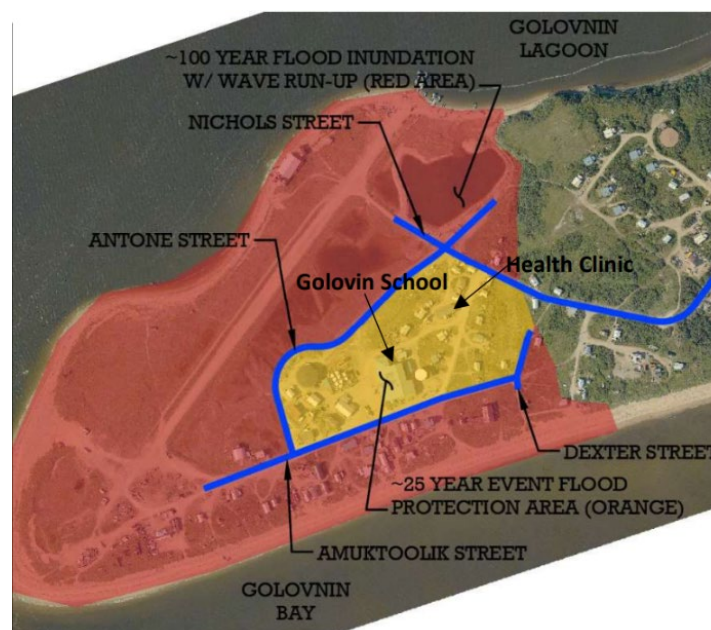 GOLOVNIN
LAGOON
~100 YEAR FLOOD INUNDATION
W/ WAVE RUN-UP (RED AREA)
NICHOLS STREET
ANTONE STREET
Golovin School
Health Clinic
DEXTER STREET
~25 YEAR EVENT FLOOD
PROTECTION AREA (ORANGE)
AMUKTOOLIK STREET
GOLOVNIN
BAY